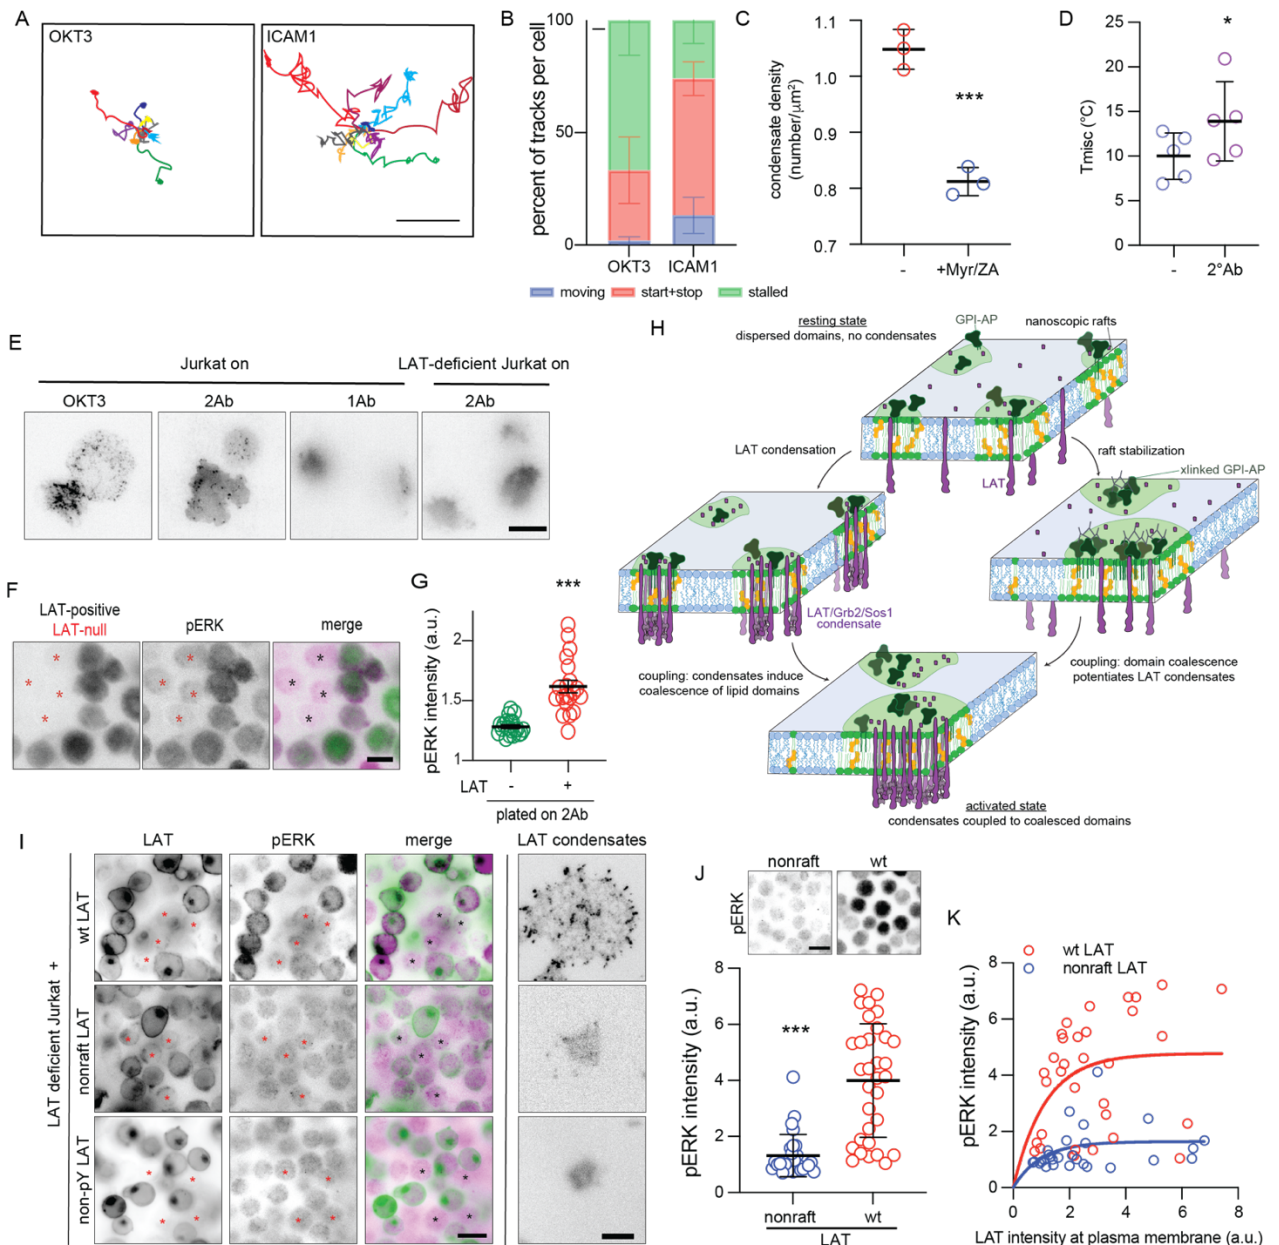 A
OKT3
ICAM1
B
percent of tracks per cell
100
50
0
OKT3 ICAM1
moving start+stop stalled
C
condensate density
(number/μm²)
1.1
1.0
0.9
0.8
0.7
***
- +Myr/ZA
D
Tmisc (°C)
25
20
15
10
5
0
*
- 2°Ab
E
Jurkat on
LAT-deficient Jurkat on
OKT3 2Ab 1Ab 2Ab
F
LAT-positive
LAT-null
pERK
merge
* * * * *
* * * * *
* * * *
G
***
pERK intensity (a.u.)
2
1.5
1
LAT - +
plated on 2Ab
H
resting state
dispersed domains, no condensates
GPI-AP
nanoscopic rafts
LAT condensation
raft stabilization
xlinked GPI-AP
LAT
LAT/Grb2/Sos1
condensate
coupling: condensates induce
coalescence of lipid domains
coupling: domain coalescence
potentiates LAT condensates
activated state
condensates coupled to coalesced domains
I
LAT pERK merge LAT condensates
LAT deficient Jurkat +
wt LAT
nonraft LAT
non-pY LAT
J
nonraft wt
pERK
pERK intensity (a.u.)
8
6
4
2
0
***
nonraft wt
LAT
K
wt LAT
nonraft LAT
pERK intensity (a.u.)
8
6
4
2
0
0 2 4 6 8
LAT intensity at plasma membrane (a.u.)